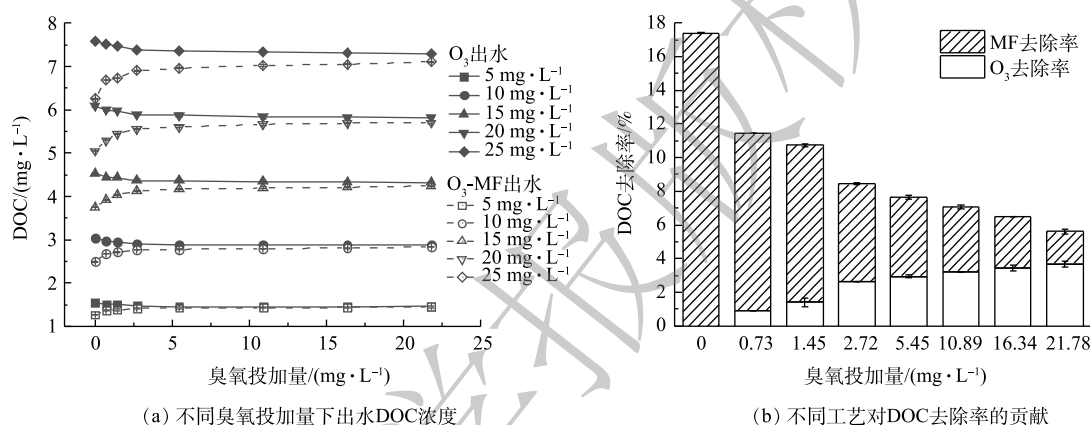 8
7
6
5
4
3
2
1
DOC/(mg·L⁻¹)
0 5 10 15 20 25
臭氧投加量/(mg·L⁻¹)
O₃出水
5 mg·L⁻¹
10 mg·L⁻¹
15 mg·L⁻¹
20 mg·L⁻¹
25 mg·L⁻¹
O₃-MF出水
5 mg·L⁻¹
10 mg·L⁻¹
15 mg·L⁻¹
20 mg·L⁻¹
25 mg·L⁻¹
(a) 不同臭氧投加量下出水DOC浓度
18
16
14
12
10
8
6
4
2
0
DOC去除率/%
MF去除率
O₃去除率
0 0.73 1.45 2.72 5.45 10.89 16.34 21.78
臭氧投加量/(mg·L⁻¹)
(b) 不同工艺对DOC去除率的贡献